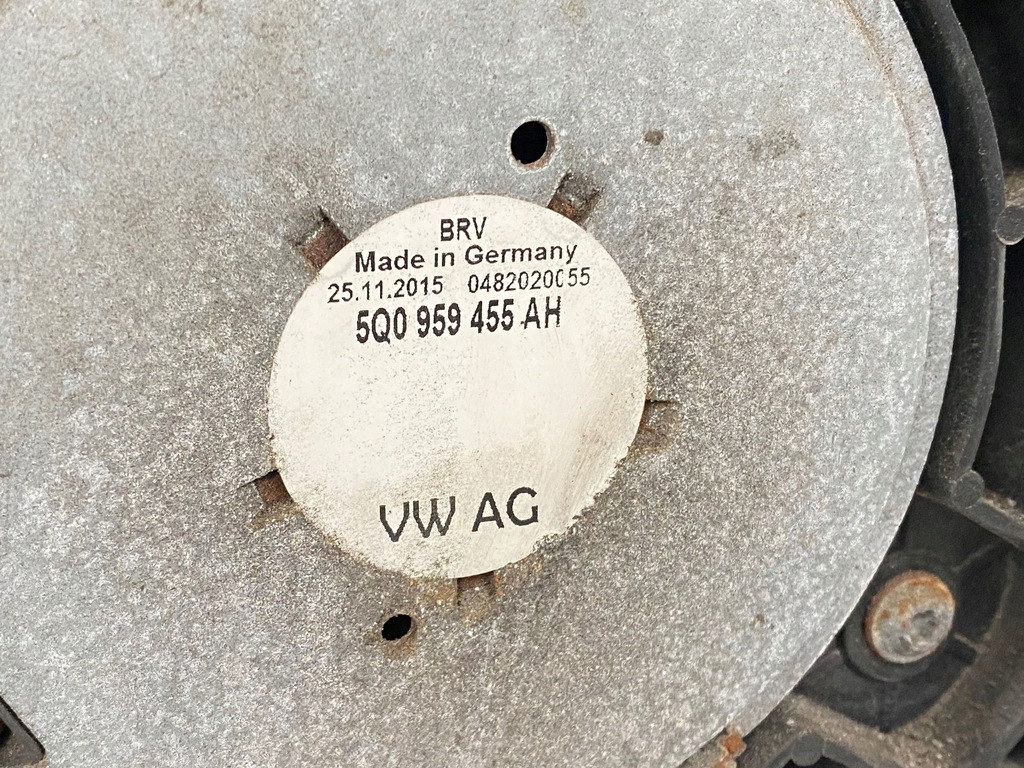 BRV
Made in Germany
25.11.2015 0482020055
5Q0 959 455 AH
VW AG